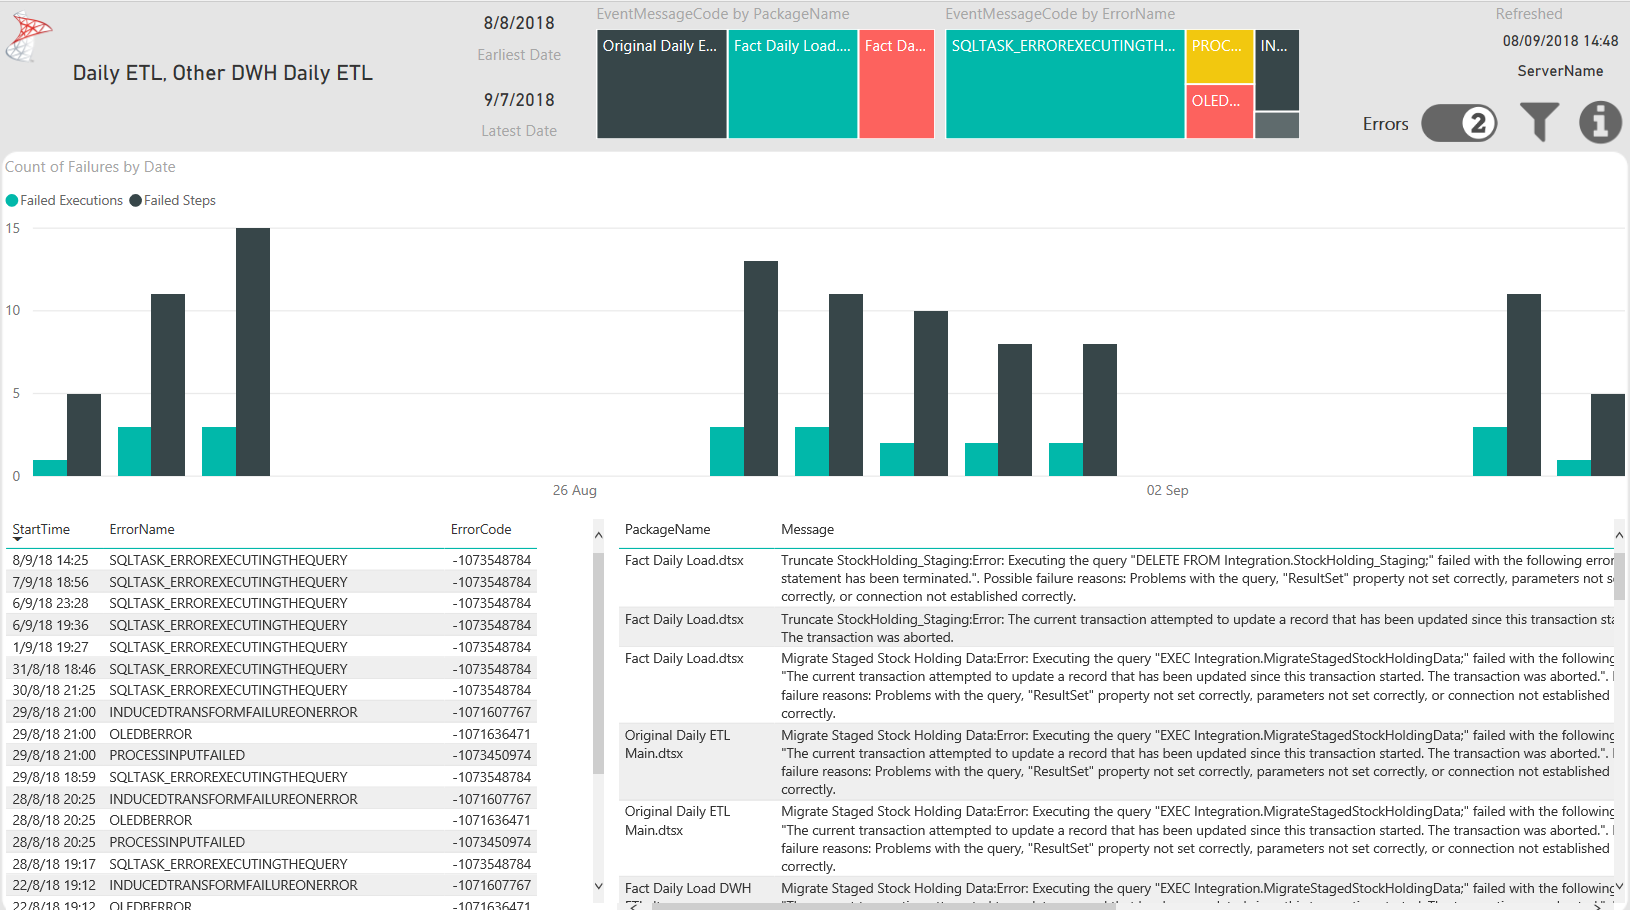 Daily ETL, Other DWH Daily ETL
8/8/2018
Earliest Date
9/7/2018
Latest Date
EventMessageCode by PackageName
Original Daily E...
Fact Daily Load....
Fact Da...
EventMessageCode by ErrorName
SQLTASK_ERROREXECUTINGTH...
PROC...
OLED...
IN...
Refreshed
08/09/2018 14:48
ServerName
Errors
2
Count of Failures by Date
Failed Executions Failed Steps
15
10
5
0
26 Aug
02 Sep
StartTime ErrorName ErrorCode
8/9/18 14:25 SQLTASK_ERROREXECUTINGTHEQUERY -1073548784
7/9/18 18:56 SQLTASK_ERROREXECUTINGTHEQUERY -1073548784
6/9/18 23:28 SQLTASK_ERROREXECUTINGTHEQUERY -1073548784
6/9/18 19:36 SQLTASK_ERROREXECUTINGTHEQUERY -1073548784
1/9/18 19:27 SQLTASK_ERROREXECUTINGTHEQUERY -1073548784
31/8/18 18:46 SQLTASK_ERROREXECUTINGTHEQUERY -1073548784
30/8/18 21:25 SQLTASK_ERROREXECUTINGTHEQUERY -1073548784
29/8/18 21:00 INDUCEDTRANSFORMFAILUREONERROR -1071607767
29/8/18 21:00 OLEDBERROR -1071636471
29/8/18 21:00 PROCESSINPUTFAILED -1073450974
29/8/18 18:59 SQLTASK_ERROREXECUTINGTHEQUERY -1073548784
28/8/18 20:25 INDUCEDTRANSFORMFAILUREONERROR -1071607767
28/8/18 20:25 OLEDBERROR -1071636471
28/8/18 20:25 PROCESSINPUTFAILED -1073450974
28/8/18 19:17 SQLTASK_ERROREXECUTINGTHEQUERY -1073548784
22/8/18 19:12 INDUCEDTRANSFORMFAILUREONERROR -1071607767
22/8/18 19:12 OLEDBERROR -1071636471
PackageName Message
Fact Daily Load.dtsx Truncate StockHolding_Staging:Error: Executing the query "DELETE FROM Integration.StockHolding_Staging;" failed with the following error
statement has been terminated.". Possible failure reasons: Problems with the query, "ResultSet" property not set correctly, parameters not
correctly, or connection not established correctly.
Fact Daily Load.dtsx Truncate StockHolding_Staging:Error: The current transaction attempted to update a record that has been updated since this transaction
The transaction was aborted.
Fact Daily Load.dtsx Migrate Staged Stock Holding Data:Error: Executing the query "EXEC Integration.MigrateStagedStockHoldingData;" failed with the following
"The current transaction attempted to update a record that has been updated since this transaction started. The transaction was aborted.".
failure reasons: Problems with the query, "ResultSet" property not set correctly, parameters not set correctly, or connection not established
correctly.
Original Daily ETL Migrate Staged Stock Holding Data:Error: Executing the query "EXEC Integration.MigrateStagedStockHoldingData;" failed with the following
Main.dtsx "The current transaction attempted to update a record that has been updated since this transaction started. The transaction was aborted.".
failure reasons: Problems with the query, "ResultSet" property not set correctly, parameters not set correctly, or connection not established
correctly.
Original Daily ETL Migrate Staged Stock Holding Data:Error: Executing the query "EXEC Integration.MigrateStagedStockHoldingData;" failed with the following
Main.dtsx "The current transaction attempted to update a record that has been updated since this transaction started. The transaction was aborted.".
failure reasons: Problems with the query, "ResultSet" property not set correctly, parameters not set correctly, or connection not established
correctly.
Fact Daily Load DWH Migrate Staged Stock Holding Data:Error: Executing the query "EXEC Integration.MigrateStagedStockHoldingData;" failed with the following